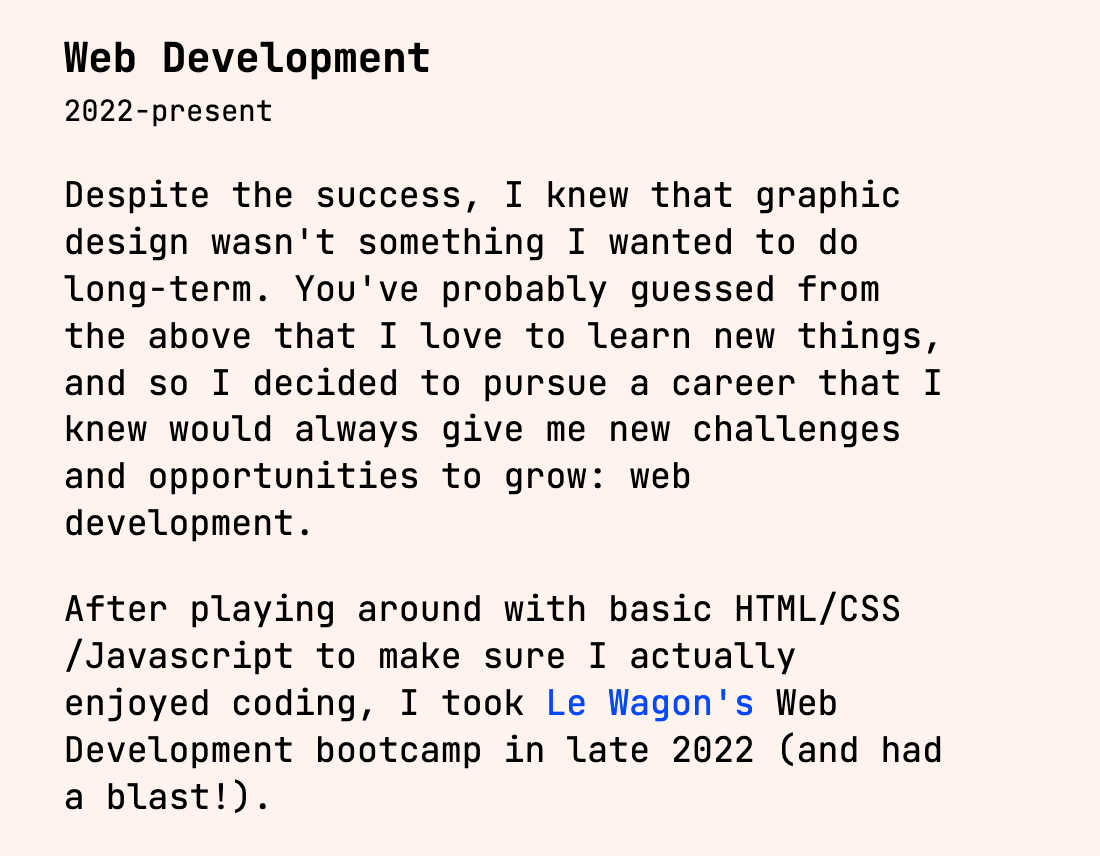 Web Development
2022-present
Despite the success, I knew that graphic
design wasn't something I wanted to do
long-term. You've probably guessed from
the above that I love to learn new things,
and so I decided to pursue a career that I
knew would always give me new challenges
and opportunities to grow: web
development.
After playing around with basic HTML/CSS
/Javascript to make sure I actually
enjoyed coding, I took Le Wagon's Web
Development bootcamp in late 2022 (and had
a blast!).